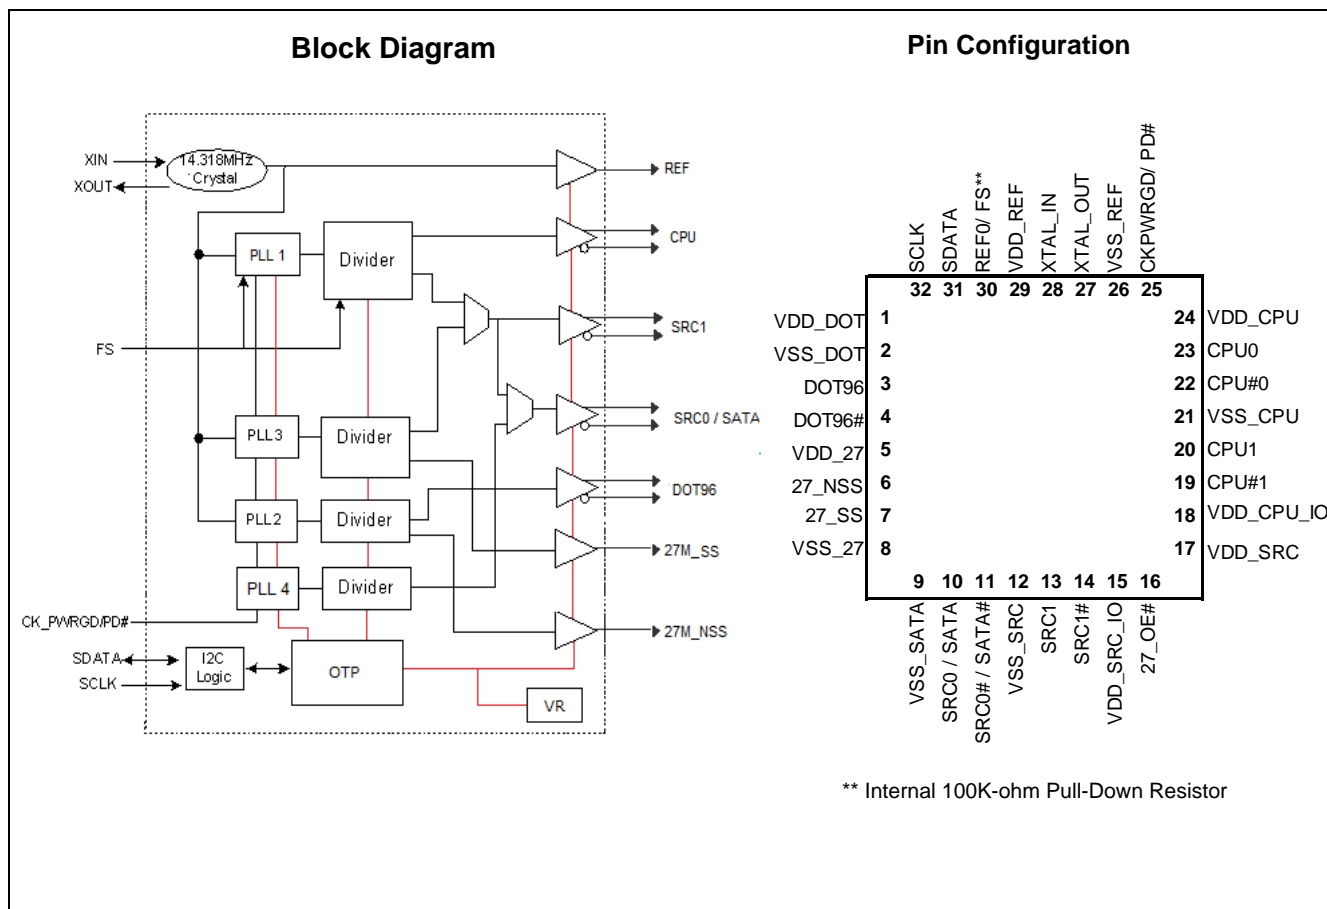 Block Diagram
XIN
XOUT
14.318MHz
Crystal
REF
PLL 1
Divider
CPU
FS
SRC1
PLL3
Divider
SRC0 / SATA
PLL2
Divider
DOT96
27M_SS
PLL 4
Divider
CK_PWRGD/PD#
27M_NSS
SDATA
SCLK
I2C
Logic
OTP
VR
Pin Configuration
SCLK
SDATA
REF0/ FS**
VDD_REF
XTAL_IN
XTAL_OUT
VSS_REF
CKPWRGD/ PD#
32 31 30 29 28 27 26 25
VDD_DOT 1
VSS_DOT 2
DOT96 3
DOT96# 4
VDD_27 5
27_NSS 6
27_SS 7
VSS_27 8
24 VDD_CPU
23 CPU0
22 CPU#0
21 VSS_CPU
20 CPU1
19 CPU#1
18 VDD_CPU_IO
17 VDD_SRC
9 10 11 12 13 14 15 16
VSS_SATA
SRC0 / SATA
SRC0# / SATA#
VSS_SRC
SRC1
SRC1#
VDD_SRC_IO
27_OE#
** Internal 100K-ohm Pull-Down Resistor